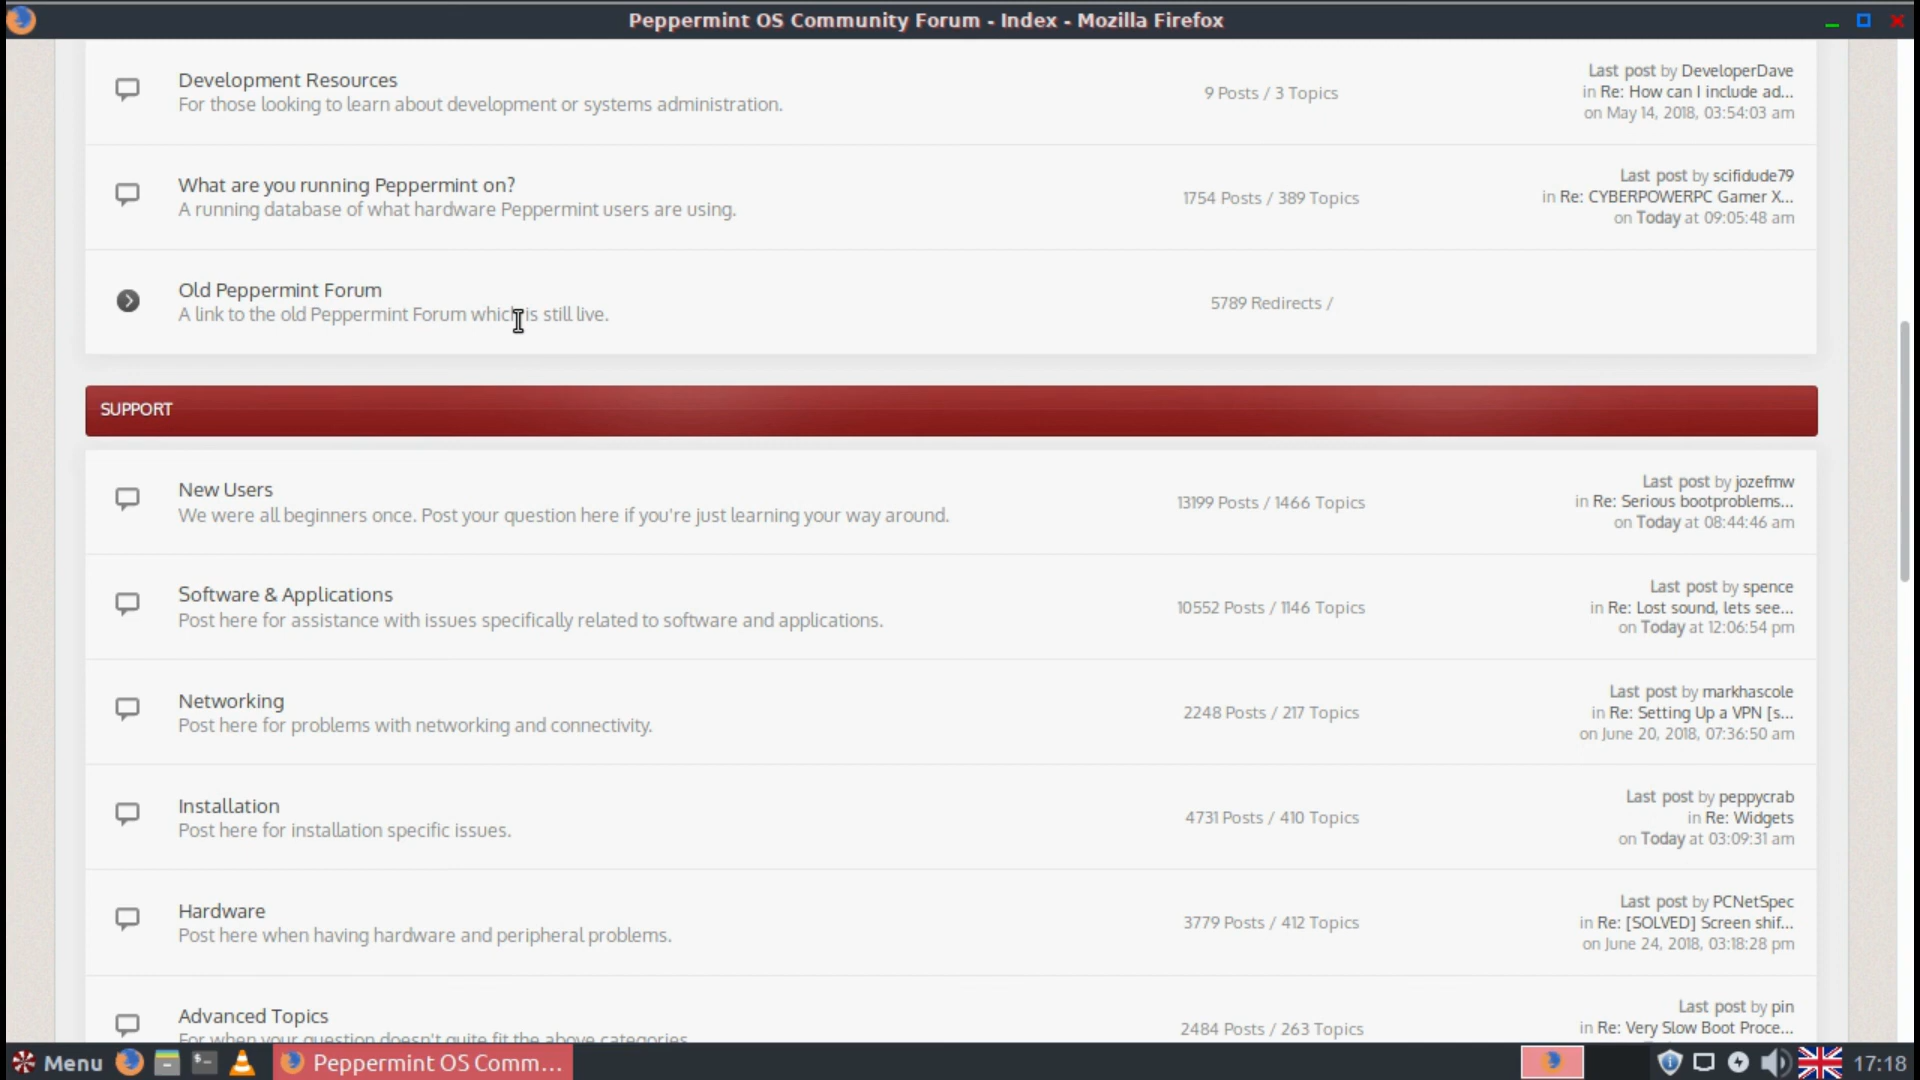 Peppermint OS Community Forum - Index - Mozilla Firefox
Development Resources
For those looking to learn about development or systems administration.
9 Posts / 3 Topics
Last post by DeveloperDave
in Re: How can I include ad...
on May 14, 2018, 03:54:03 am
What are you running Peppermint on?
A running database of what hardware Peppermint users are using.
1754 Posts / 389 Topics
Last post by scifidude79
in Re: CYBERPOWERPC Gamer X...
on Today at 09:05:48 am
Old Peppermint Forum
A link to the old Peppermint Forum which is still live.
5789 Redirects /
SUPPORT
New Users
We were all beginners once. Post your question here if you're just learning your way around.
13199 Posts / 1466 Topics
Last post by jozefmw
in Re: Serious bootproblems...
on Today at 08:44:46 am
Software & Applications
Post here for assistance with issues specifically related to software and applications.
10552 Posts / 1146 Topics
Last post by spence
in Re: Lost sound, lets see...
on Today at 12:06:54 pm
Networking
Post here for problems with networking and connectivity.
2248 Posts / 217 Topics
Last post by markhascole
in Re: Setting Up a VPN [s...
on June 20, 2018, 07:36:50 am
Installation
Post here for installation specific issues.
4731 Posts / 410 Topics
Last post by peppycrab
in Re: Widgets
on Today at 03:09:31 am
Hardware
Post here when having hardware and peripheral problems.
3779 Posts / 412 Topics
Last post by PCNetSpec
in Re: [SOLVED] Screen shif...
on June 24, 2018, 03:18:28 pm
Advanced Topics
For when your question doesn't quite fit the above categories.
2484 Posts / 263 Topics
Last post by pin
in Re: Very Slow Boot Proce...
Menu
Peppermint OS Comm...
17:18